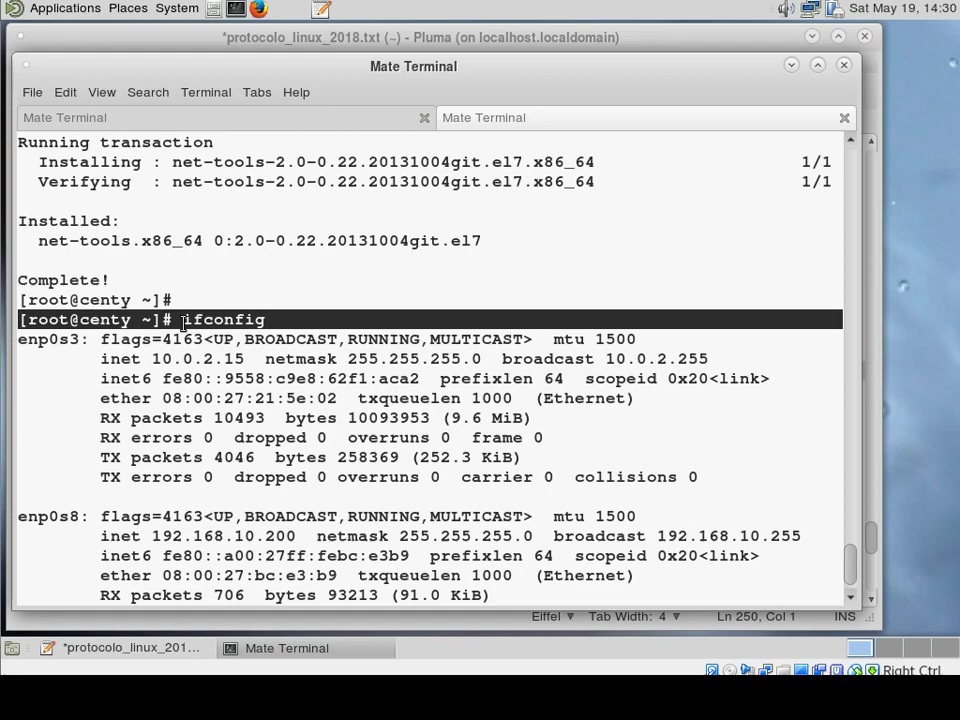 Applications Places System Sat May 19, 14:30
*protocolo_linux_2018.txt (~) - Pluma (on localhost.localdomain)
Mate Terminal
File Edit View Search Terminal Tabs Help
Mate Terminal Mate Terminal
Running transaction
Installing : net-tools-2.0-0.22.20131004git.el7.x86_64 1/1
Verifying : net-tools-2.0-0.22.20131004git.el7.x86_64 1/1
Installed:
net-tools.x86_64 0:2.0-0.22.20131004git.el7
Complete!
[root@centy ~]#
[root@centy ~]# ifconfig
enp0s3: flags=4163<UP,BROADCAST,RUNNING,MULTICAST> mtu 1500
inet 10.0.2.15 netmask 255.255.255.0 broadcast 10.0.2.255
inet6 fe80::9558:c9e8:62f1:aca2 prefixlen 64 scopeid 0x20<link>
ether 08:00:27:21:5e:02 txqueuelen 1000 (Ethernet)
RX packets 10493 bytes 10093953 (9.6 MiB)
RX errors 0 dropped 0 overruns 0 frame 0
TX packets 4046 bytes 258369 (252.3 KiB)
TX errors 0 dropped 0 overruns 0 carrier 0 collisions 0
enp0s8: flags=4163<UP,BROADCAST,RUNNING,MULTICAST> mtu 1500
inet 192.168.10.200 netmask 255.255.255.0 broadcast 192.168.10.255
inet6 fe80::a00:27ff:febc:e3b9 prefixlen 64 scopeid 0x20<link>
ether 08:00:27:bc:e3:b9 txqueuelen 1000 (Ethernet)
RX packets 706 bytes 93213 (91.0 KiB)
Eiffel Tab Width: 4 Ln 250, Col 1 INS
*protocolo_linux_201... Mate Terminal
Right Ctrl